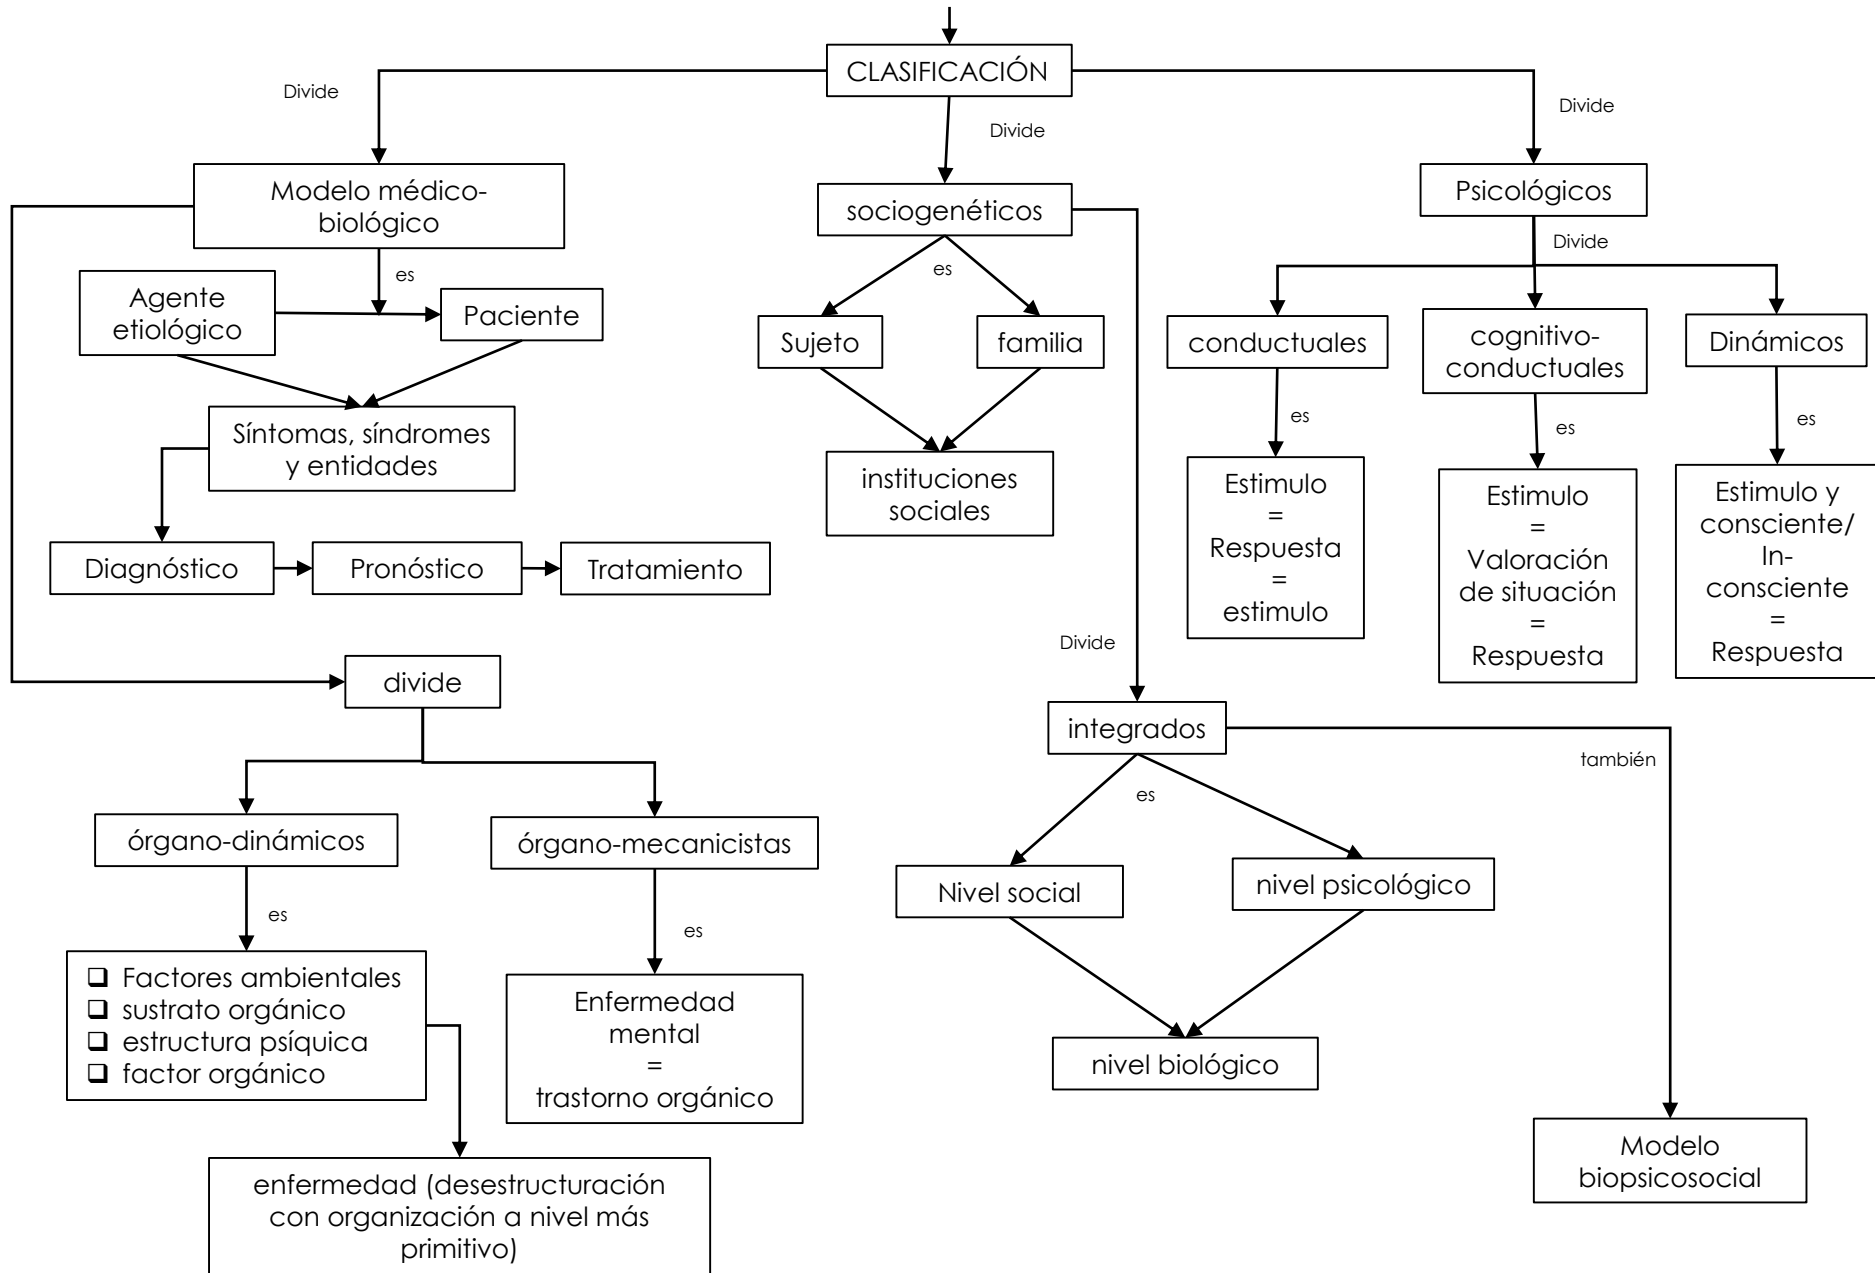 CLASIFICACIÓN
Divide
Divide
Divide
Modelo médico-
biológico
es
Agente
etiológico
Paciente
Síntomas, síndromes
y entidades
Diagnóstico
Pronóstico
Tratamiento
divide
órgano-dinámicos
es
❑ Factores ambientales
❑ sustrato orgánico
❑ estructura psíquica
❑ factor orgánico
enfermedad (desestructuración
con organización a nivel más
primitivo)
órgano-mecanicistas
es
Enfermedad
mental
=
trastorno orgánico
sociogenéticos
es
Sujeto
familia
instituciones
sociales
Divide
integrados
es
también
Nivel social
nivel psicológico
nivel biológico
Modelo
biopsicosocial
Psicológicos
Divide
conductuales
es
Estimulo
=
Respuesta
=
estimulo
cognitivo-
conductuales
es
Estimulo
=
Valoración
de situación
=
Respuesta
Dinámicos
es
Estimulo y
consciente/
In-
consciente
=
Respuesta